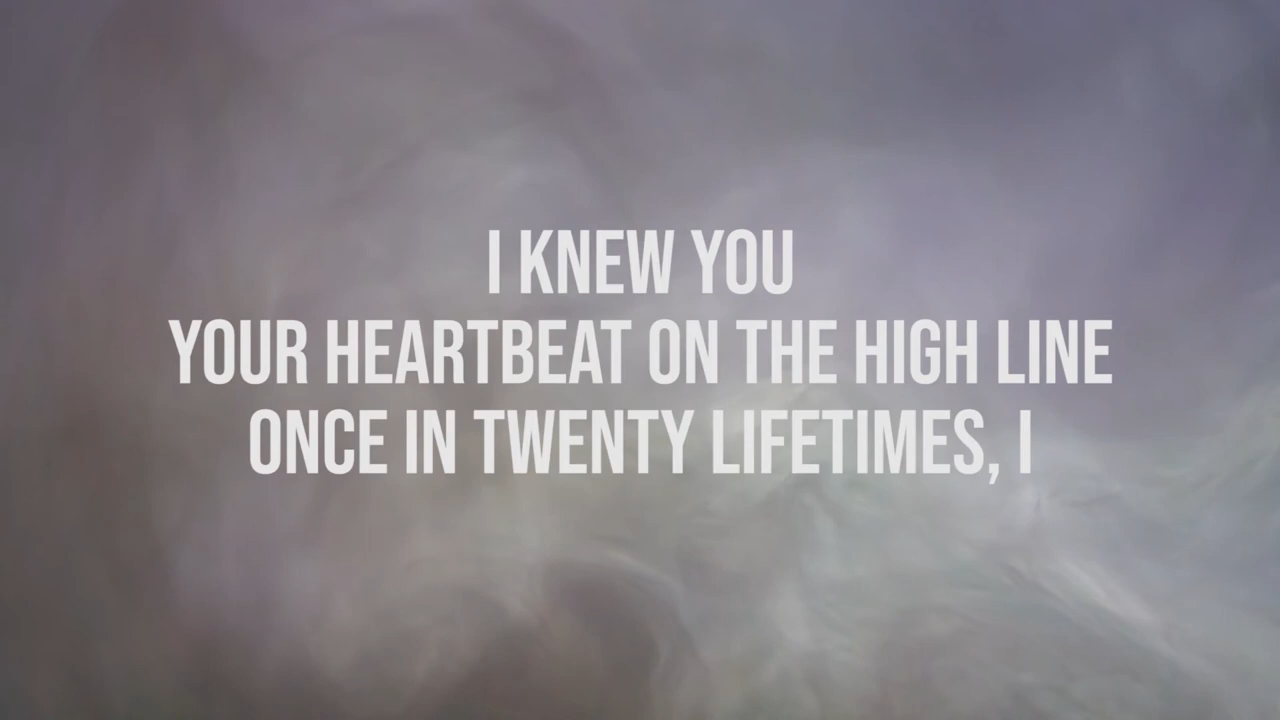 I KNEW YOU
YOUR HEARTBEAT ON THE HIGH LINE
ONCE IN TWENTY LIFETIMES, I